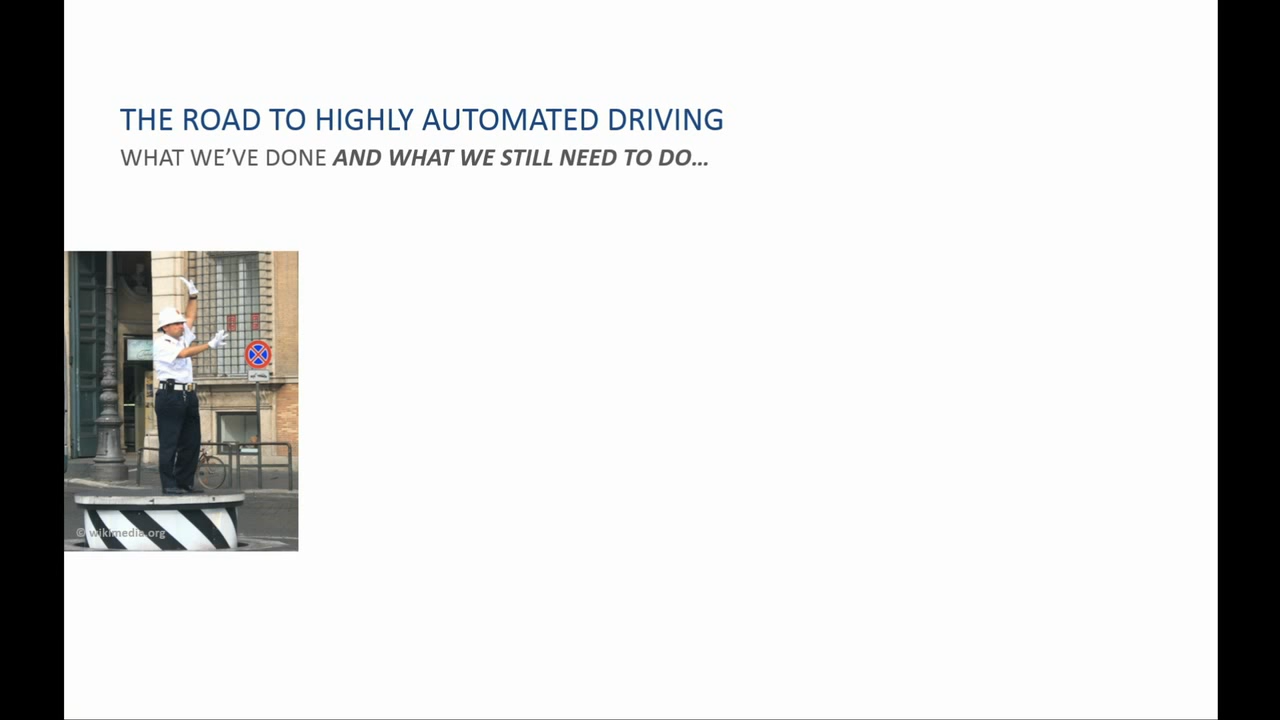 THE ROAD TO HIGHLY AUTOMATED DRIVING
WHAT WE'VE DONE AND WHAT WE STILL NEED TO DO...
© wikimedia.org